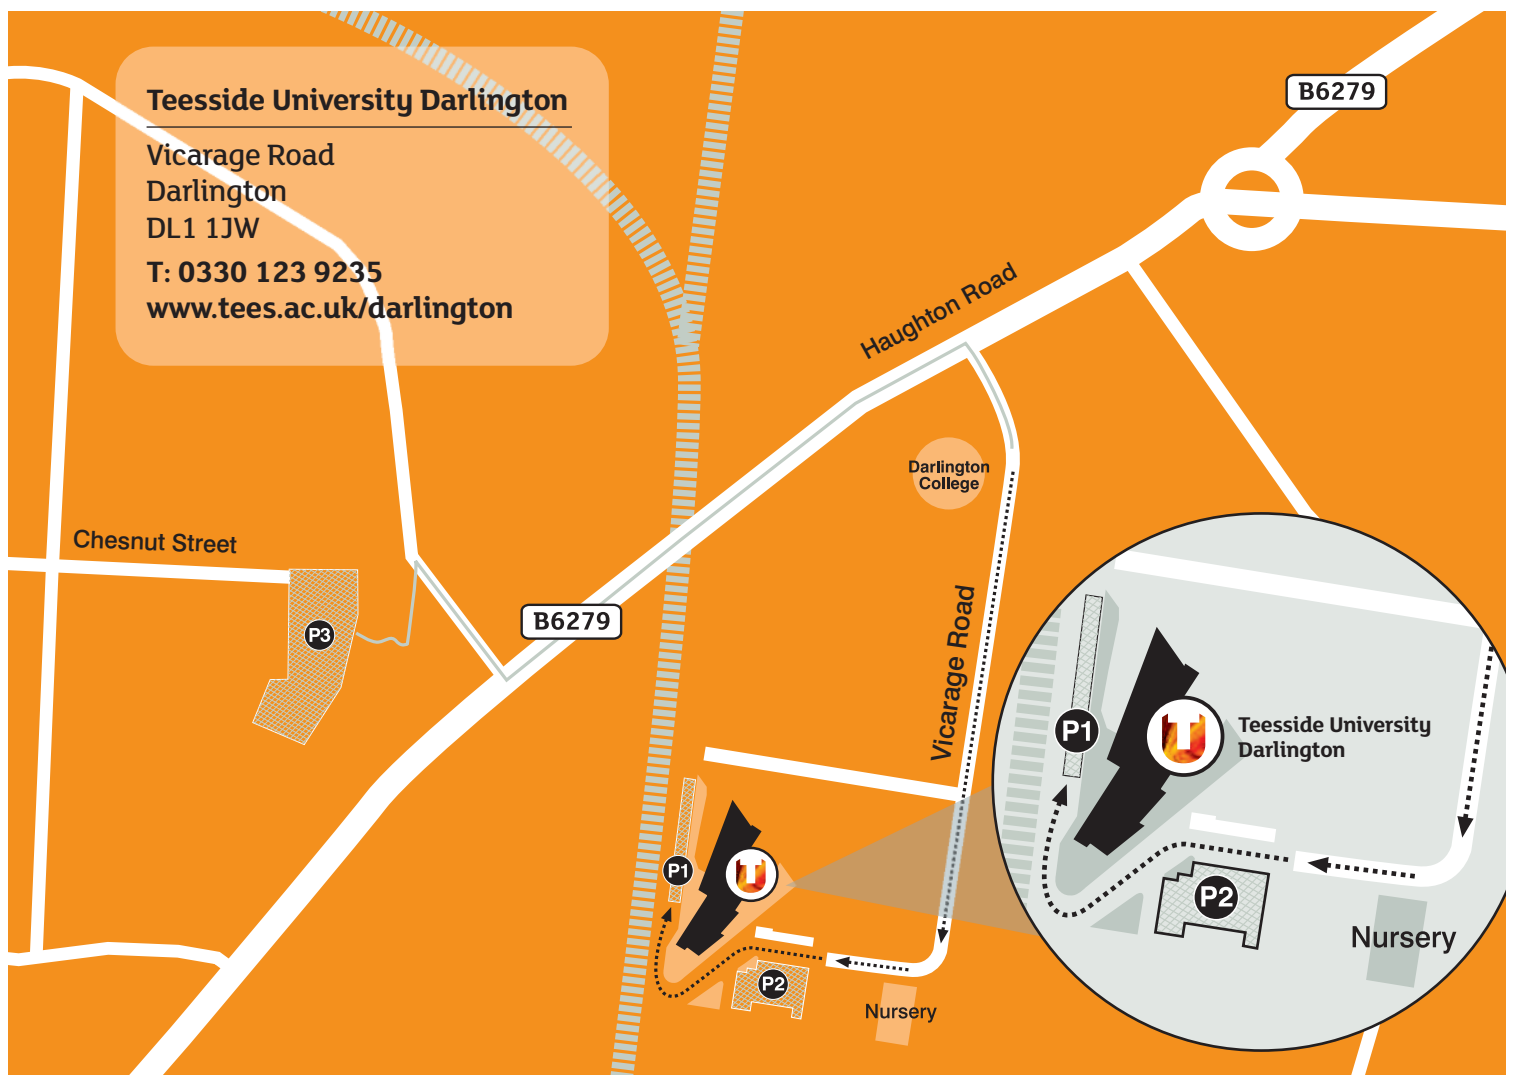 Teesside University Darlington
Vicarage Road
Darlington
DL1 1JW
T: 0330 123 9235
www.tees.ac.uk/darlington
B6279
Haughton Road
Darlington
College
Chesnut Street
P3
B6279
Vicarage Road
P1
T
P2
Nursery
P1
T
Teesside University
Darlington
P2
Nursery